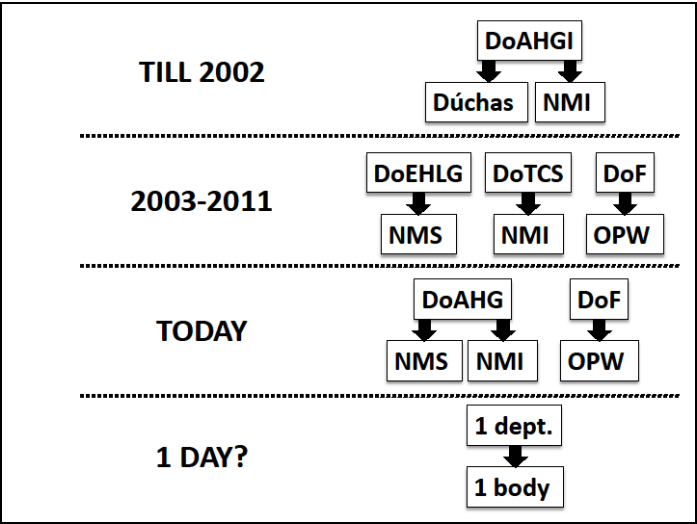 DoAHGI
TILL 2002
Dúchas NMI
DoEHLG DoTCS DoF
2003-2011
NMS NMI OPW
DoAHG DoF
TODAY
NMS NMI OPW
1 dept.
1 DAY?
1 body